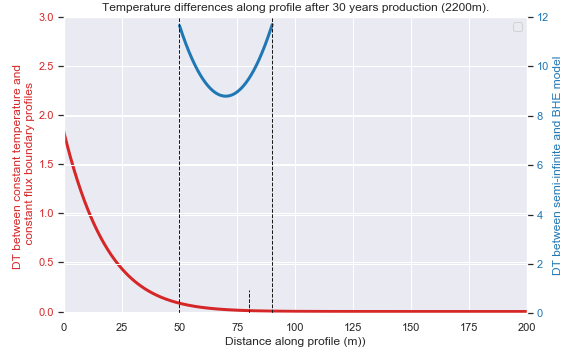 Temperature differences along profile after 30 years production (2200m).
DT between constant temperature and
constant flux boundary profiles
3.0
2.5
2.0
1.5
1.0
0.5
0.0
12
10
8
6
4
2
0
DT between semi-infinite and BHE model
0 25 50 75 100 125 150 175 200
Distance along profile (m))